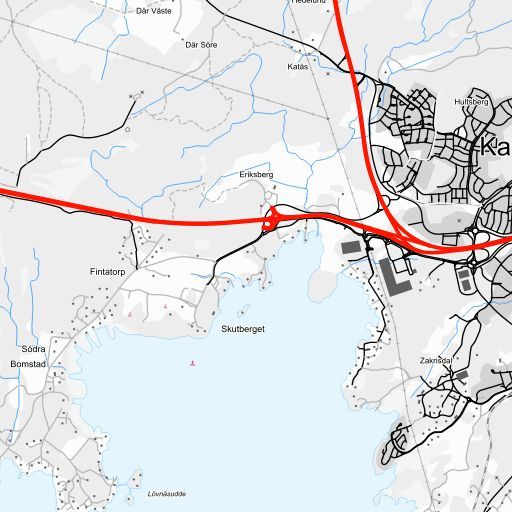 Hedelund
Där Väste
Där Söre
Katås
Hultsberg
Ka
Eriksberg
Fintatorp
Skutberget
Södra
Bomstad
Zakrisdal
Lövnäsudde